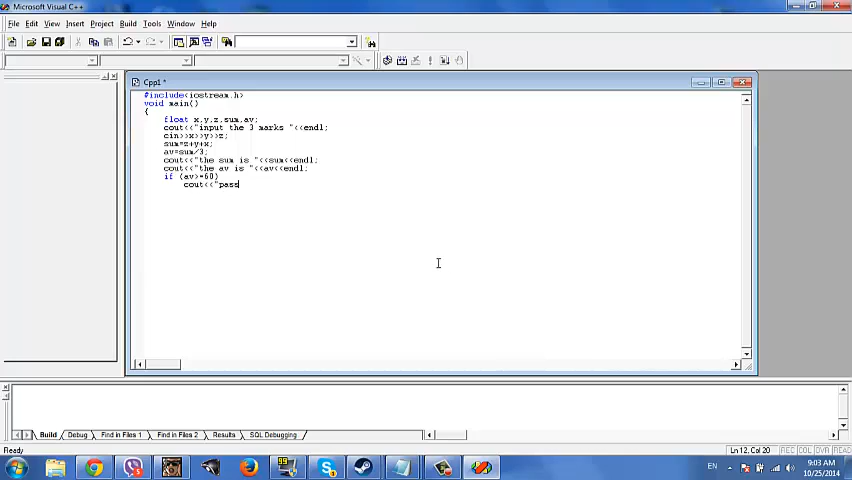 Microsoft Visual C++
File Edit View Insert Project Build Tools Window Help
Cpp1 *
#include<iostream.h>
void main()
{
float x,y,z,sum,av;
cout<<"input the 3 marks "<<endl;
cin>>x>>y>>z;
sum=z+y+x;
av=sum/3;
cout<<"the sum is "<<sum<<endl;
cout<<"the av is "<<av<<endl;
if (av>=60)
cout<<"pass
Build Debug Find in Files 1 Find in Files 2 Results SQL Debugging
Ready Ln 12, Col 20 REC COL OVR READ
EN 9:03 AM
10/25/2014